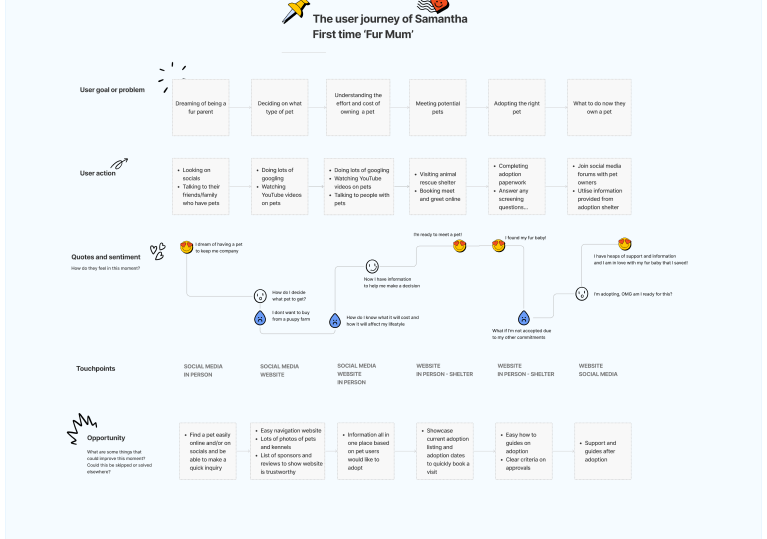 The user journey of Samantha
First time ‘Fur Mum’
User goal or problem
Dreaming of being a
fur parent
Deciding on what
type of pet
Understanding the
effort and cost of
owning a pet
Meeting potential
pets
Adopting the right
pet
What to do now they
own a pet
User action
• Looking on
socials
• Talking to their
friends/family
who have pets
• Doing lots of
googling
• Watching
YouTube videos
on pets
• Doing lots of googling
• Watching YouTube
videos on pets
• Talking to people with
pets
• Visiting animal
rescue shelter
• Booking meet
and greet online
• Completing
adoption
paperwork
• Answer any
screening
questions...
• Join social media
forums with pet
owners
• Utlise information
provided from
adoption shelter
Quotes and sentiment
How do they feel in this moment?
I dream of having a pet
to keep me company
How do I decide
what pet to get?
I dont want to buy
from a puupy farm
How do I know what it will cost and
how it will affect my lifestyle
Now I have information
to help me make a decision
I'm ready to meet a pet!
I found my fur baby!
What if I'm not accepted due
to my other commitments
I'm adopting, OMG am I ready for this?
I have heaps of support and information
and I am in love with my fur baby that I saved!
Touchpoints
SOCIAL MEDIA
IN PERSON
SOCIAL MEDIA
WEBSITE
SOCIAL MEDIA
WEBSITE
IN PERSON
WEBSITE
IN PERSON - SHELTER
WEBSITE
IN PERSON - SHELTER
WEBSITE
SOCIAL MEDIA
Opportunity
What are some things that
could improve this moment?
Could this be skipped or solved
elsewhere?
• Find a pet easily
online and/or on
socials and be
able to make a
quick inquiry
• Easy navigation website
• Lots of photos of pets
and kennels
• List of sponsors and
reviews to show website
is trustworthy
• Information all in
one place based
on pet users
would like to
adopt
• Showcase
current adoption
listing and
adoption dates
to quickly book a
visit
• Easy how to
guides on
adoption
• Clear criteria on
approvals
• Support and
guides after
adoption